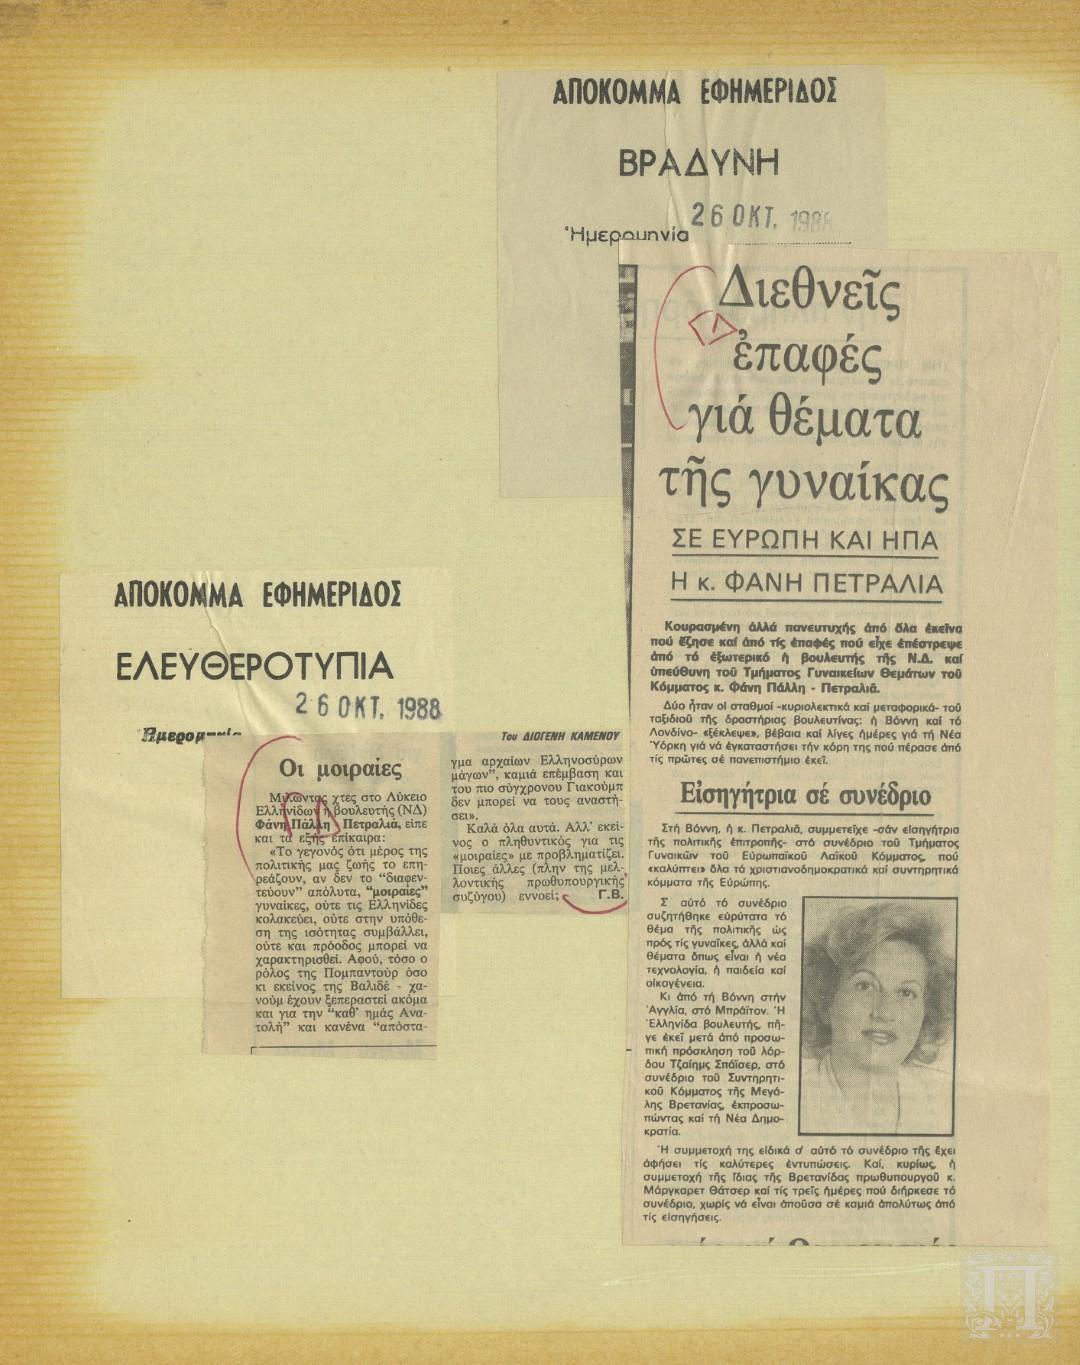 ΑΠΟΚΟΜΜΑ ΕΦΗΜΕΡΙΔΟΣ
ΒΡΑΔΥΝΗ
26 ΟΚΤ. 1988
Ἡμερομηνία
Διεθνεῖς
ἐπαφές
γιά θέματα
τῆς γυναίκας
ΣΕ ΕΥΡΩΠΗ ΚΑΙ ΗΠΑ
Η κ. ΦΑΝΗ ΠΕΤΡΑΛΙΑ
Κουρασμένη ἀλλά πανευτυχής ἀπό ὅλα ἐκεῖνα
πού ἔζησε καί ἀπό τίς ἐπαφές πού εἶχε ἐπέστρεψε
ἀπό τό ἐξωτερικό ἡ βουλευτής τῆς Ν.Δ. καί
ὑπεύθυνη τοῦ Τμήματος Γυναικείων Θεμάτων τοῦ
Κόμματος κ. Φάνη Πάλλη - Πετραλιᾶ.
Δύο ἦταν οἱ σταθμοί -κυριολεκτικά καί μεταφορικά- τοῦ
ταξιδιοῦ τῆς δραστήριας βουλευτίνας: ἡ Βόννη καί τό
Λονδίνο- «ξέκλεψε», βέβαια καί λίγες ἡμέρες γιά τή Νέα
Ὑόρκη γιά νά ἐγκαταστήσει τήν κόρη της πού πέρασε ἀπό
τίς πρῶτες σέ πανεπιστήμιο ἐκεῖ.
Εἰσηγήτρια σέ συνέδριο
Στή Βόννη, ἡ κ. Πετραλιᾶ, συμμετεῖχε -σάν εἰσηγήτρια
τῆς πολιτικῆς ἐπιτροπῆς- στό συνέδριο τοῦ Τμήματος
Γυναικῶν τοῦ Εὐρωπαϊκοῦ Λαϊκοῦ Κόμματος, πού
«καλύπτει» ὅλα τά χριστιανοδημοκρατικά καί συντηρητικά
κόμματα τῆς Εὐρώπης.
Σ' αὐτό τό συνέδριο
συζητήθηκε εὐρύτατα τό
θέμα τῆς πολιτικῆς ὡς
πρός τίς γυναῖκες, ἀλλά καί
θέματα ὅπως εἶναι ἡ νέα
τεχνολογία, ἡ παιδεία καί
οἰκογένεια.
Κι ἀπό τή Βόννη στήν
Ἀγγλία, στό Μπράϊτον. Ἡ
Ἑλληνίδα βουλευτής, πῆ-
γε ἐκεῖ μετά ἀπό προσω-
πική πρόσκληση τοῦ λόρ-
δου Τζαίημς Σπάϊσερ, στό
συνέδριο τοῦ Συντηρητι-
κοῦ Κόμματος τῆς Μεγά-
λης Βρετανίας, ἐκπροσω-
πώντας καί τή Νέα Δημο-
κρατία.
Ἡ συμμετοχή της εἰδικά σ' αὐτό τό συνέδριο τῆς ἔχει
ἀφήσει τίς καλύτερες ἐντυπώσεις. Καί, κυρίως, ἡ
συμμετοχή τῆς ἴδιας τῆς Βρετανίδας πρωθυπουργοῦ κ.
Μάργκαρετ Θάτσερ καί τίς τρεῖς ἡμέρες πού διήρκεσε τό
συνέδριο, χωρίς νά εἶναι ἀπούσα σέ καμιά ἀπολύτως ἀπό
τίς εἰσηγήσεις.
ΑΠΟΚΟΜΜΑ ΕΦΗΜΕΡΙΔΟΣ
ΕΛΕΥΘΕΡΟΤΥΠΙΑ
26 ΟΚΤ. 1988
Ἡμερομηνία
Του ΔΙΟΓΕΝΗ ΚΑΜΕΝΟΥ
Οι μοιραίες
Μιλώντας χτες στο Λύκειο
Ελληνίδων η βουλευτής (ΝΔ)
Φάνη Πάλλη Πετραλιά, είπε
και τα εξής επίκαιρα:
«Το γεγονός ότι μέρος της
πολιτικής μας ζωής το επη-
ρεάζουν, αν δεν το "διαφεν-
τεύουν" απόλυτα, "μοιραίες"
γυναίκες, ούτε τις Ελληνίδες
κολακεύει, ούτε στην υπόθε-
ση της ισότητας συμβάλλει,
ούτε και πρόοδος μπορεί να
χαρακτηρισθεί. Αφού, τόσο ο
ρόλος της Πομπαντούρ όσο
κι εκείνος της Βαλιδέ - χα-
νούμ έχουν ξεπεραστεί ακόμα
και για την "καθ' ημάς Ανα-
τολή" και κανένα "απόστα-
γμα αρχαίων Ελληνοσύρων
μάγων", καμιά επέμβαση και
του πιο σύγχρονου Γιακούμπ
δεν μπορεί να τους αναστή-
σει».
Καλά όλα αυτά. Αλλ' εκεί-
νος ο πληθυντικός για τις
«μοιραίες» με προβληματίζει.
Ποιες άλλες (πλην της μελ-
λοντικής πρωθυπουργικής
συζύγου) εννοεί;
Γ.Β.